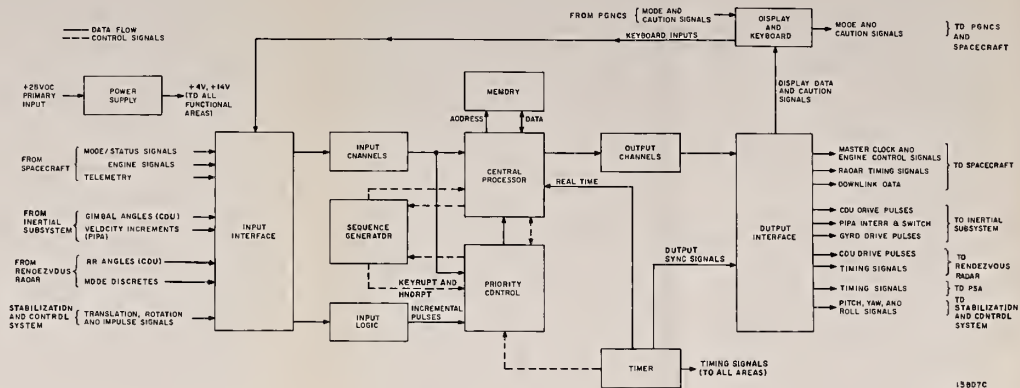 DATA FLOW
CONTROL SIGNALS
FROM PGNCS
MODE AND
CAUTION SIGNALS
DISPLAY
AND
KEYBOARD
MODE AND
CAUTION SIGNALS
TO PGNCS
AND
SPACECRAFT
KEYBOARD INPUTS
+28VDC
PRIMARY
INPUT
POWER
SUPPLY
+4V, +14V
(TO ALL
FUNCTIONAL
AREAS)
MEMORY
ADDRESS
DATA
DISPLAY DATA
AND CAUTION
SIGNALS
FROM
SPACECRAFT
MODE/STATUS SIGNALS
ENGINE SIGNALS
TELEMETRY
FROM
INERTIAL
SUBSYSTEM
GIMBAL ANGLES (CDU)
VELOCITY INCREMENTS
(PIPA)
FROM
RENDEZVOUS
RADAR
RR ANGLES (CDU)
MODE DISCRETES
STABILIZATION
AND CONTROL
SYSTEM
TRANSLATION, ROTATION
AND IMPULSE SIGNALS
INPUT
INTERFACE
INPUT
CHANNELS
SEQUENCE
GENERATOR
KEYRUPT AND
HNDRPT
INPUT
LOGIC
INCREMENTAL
PULSES
CENTRAL
PROCESSOR
PRIORITY
CONTROL
OUTPUT
CHANNELS
REAL TIME
OUTPUT
SYNC SIGNALS
TIMER
TIMING SIGNALS
(TO ALL AREAS)
OUTPUT
INTERFACE
MASTER CLOCK AND
ENGINE CONTROL SIGNALS
RADAR TIMING SIGNALS
DOWNLINK DATA
TO SPACECRAFT
CDU DRIVE PULSES
PIPA INTERR & SWITCH
GYRO DRIVE PULSES
TO INERTIAL
SUBSYSTEM
CDU DRIVE PULSES
TIMING SIGNALS
TO
RENDEZVOUS
RADAR
TIMING SIGNALS
TO PSA
PITCH, YAW, AND
ROLL SIGNALS
TO
STABILIZATION
AND CONTROL
SYSTEM
15807C